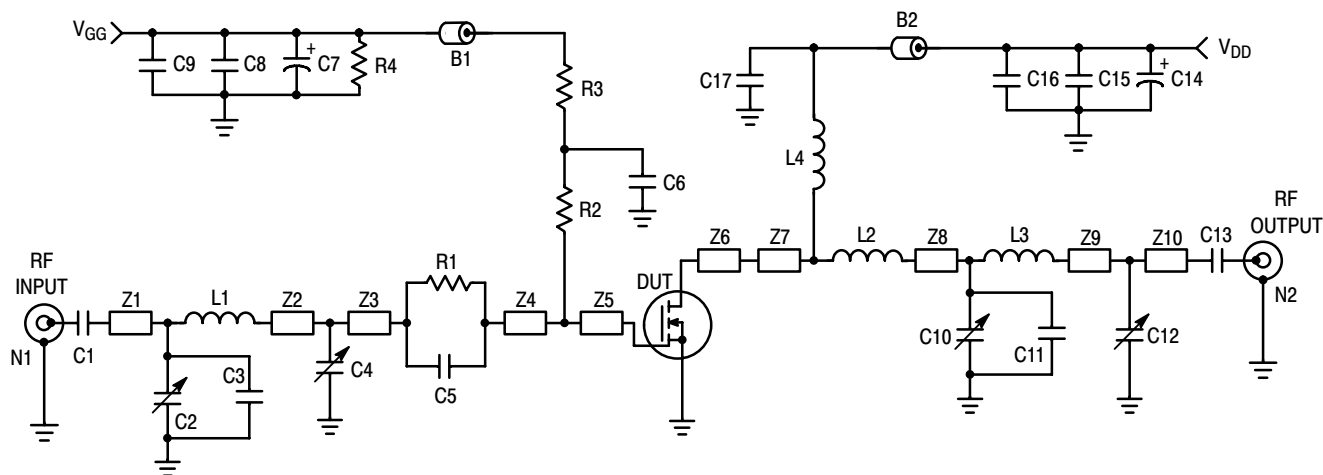 V_GG
B1
C9
C8
+
C7
R4
R3
C6
R2
B2
V_DD
C17
C16
C15
+
C14
L4
RF
INPUT
N1
C1
Z1
L1
Z2
Z3
R1
C5
Z4
Z5
C2
C3
C4
DUT
Z6
Z7
L2
Z8
L3
Z9
Z10
C13
RF
OUTPUT
N2
C10
C11
C12